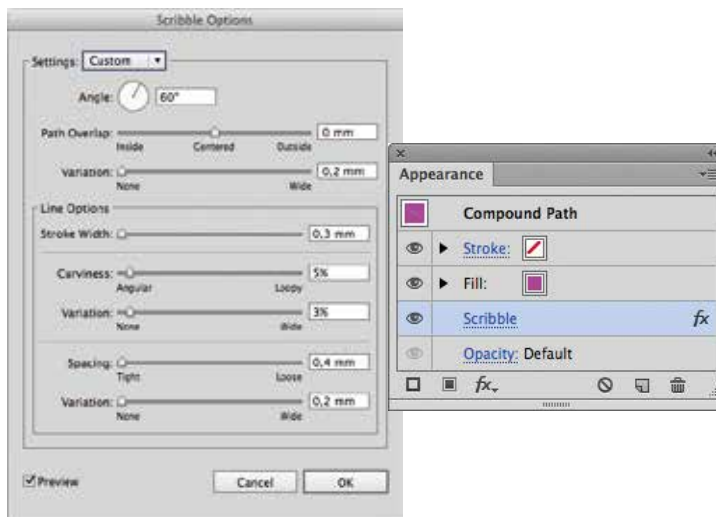 Scribble Options
Settings: Custom
Angle: 60°
Path Overlap: 0 mm
Inside Centered Outside
Variation: 0,2 mm
None Wide
Line Options
Stroke Width: 0,3 mm
Curviness: 5%
Angular Loopy
Variation: 3%
None Wide
Spacing: 0,4 mm
Tight Loose
Variation: 0,2 mm
None Wide
Preview Cancel OK
Appearance
Compound Path
Stroke:
Fill:
Scribble fx
Opacity: Default
fx